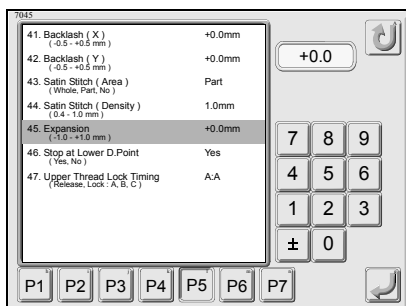 7045
41. Backlash ( X ) +0.0mm
( -0.5 - +0.5 mm )
42. Backlash ( Y ) +0.0mm
( -0.5 - +0.5 mm )
43. Satin Stitch ( Area ) Part
( Whole, Part, No )
44. Satin Stitch ( Density ) 1.0mm
( 0.4 - 1.0 mm )
45. Expansion +0.0mm
( -1.0 - +1.0 mm )
46. Stop at Lower D.Point Yes
( Yes, No )
47. Upper Thread Lock Timing A:A
( Release, Lock : A, B, C )
+0.0
7 8 9
4 5 6
1 2 3
± 0
P1 P2 P3 P4 P5 P6 P7